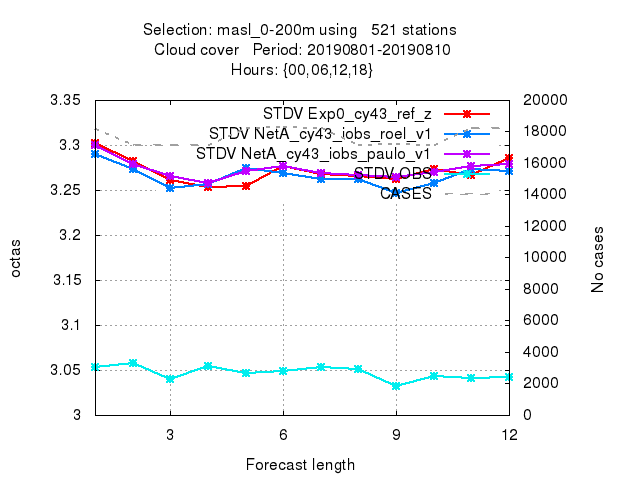 Selection: masl_0-200m using   521 stations
Cloud cover   Period: 20190801-20190810
Hours: {00,06,12,18}
STDV Exp0_cy43_ref_z
STDV NetA_cy43_iobs_roel_v1
STDV NetA_cy43_iobs_paulo_v1
STDV OBS
CASES
3.35
3.3
3.25
3.2
3.15
3.1
3.05
3
20000
18000
16000
14000
12000
10000
8000
6000
4000
2000
0
octas
No cases
3
6
9
12
Forecast length